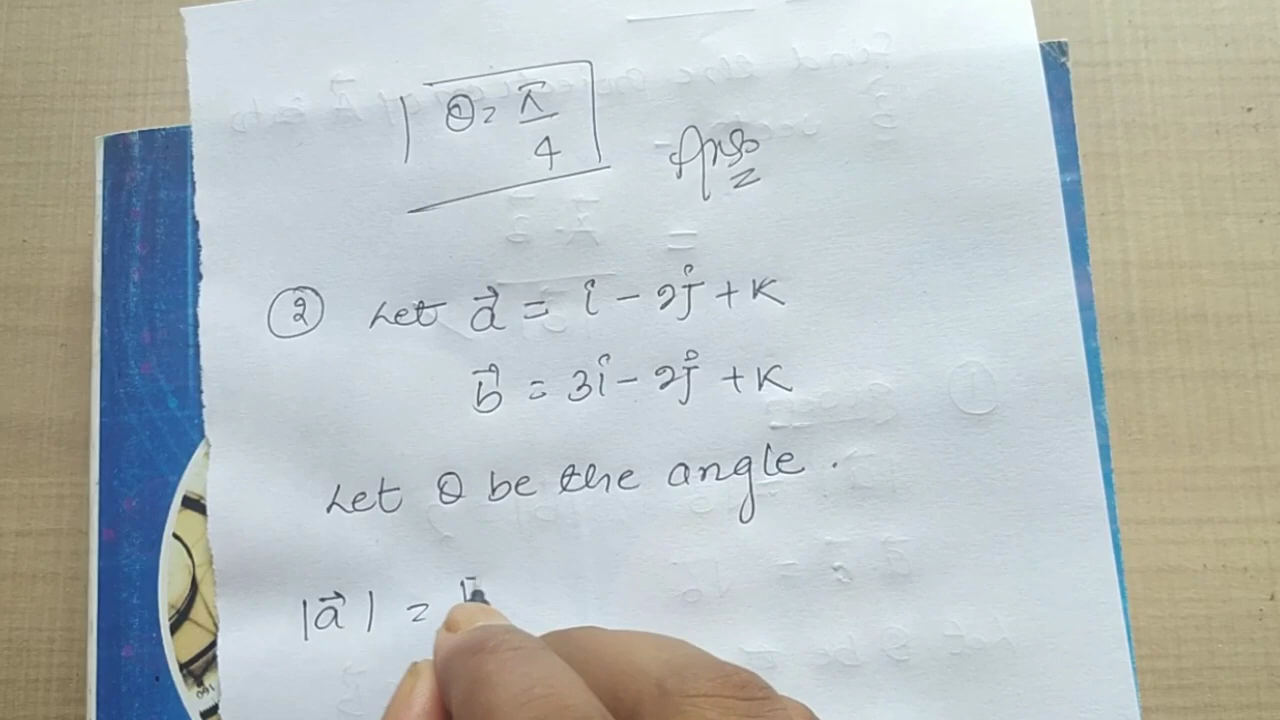 θ = π/4 Ans
② Let a⃗ = i - 2j + k
b⃗ = 3i - 2j + k
Let θ be the angle.
|a⃗| =